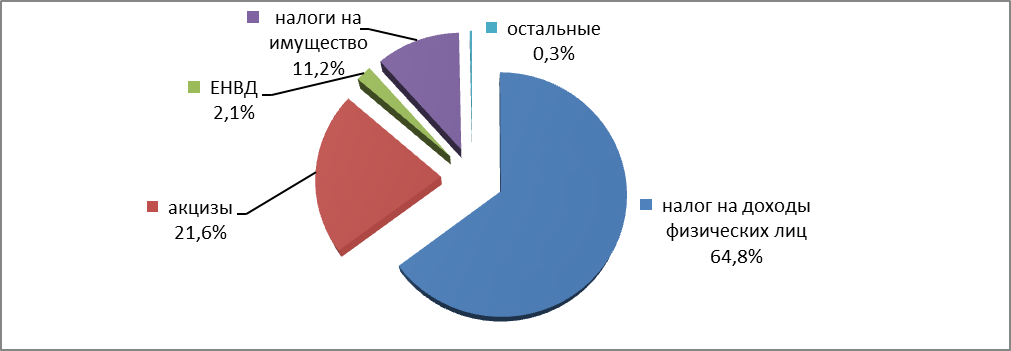 налоги на
имущество
11,2%
остальные
0,3%
ЕНВД
2,1%
акцизы
21,6%
налог на доходы
физических лиц
64,8%